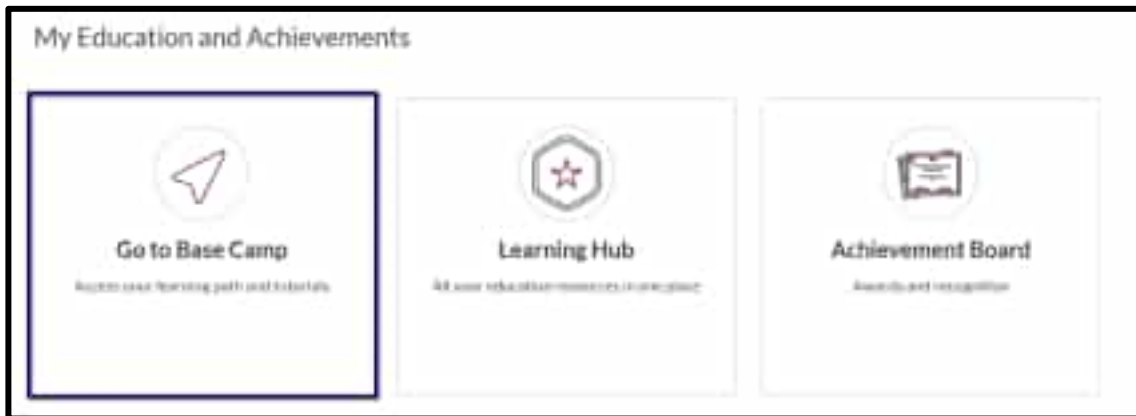 My Education and Achievements
Go to Base Camp
Access your learning path and tutorials
Learning Hub
All your education resources in one place
Achievement Board
Awards and recognition